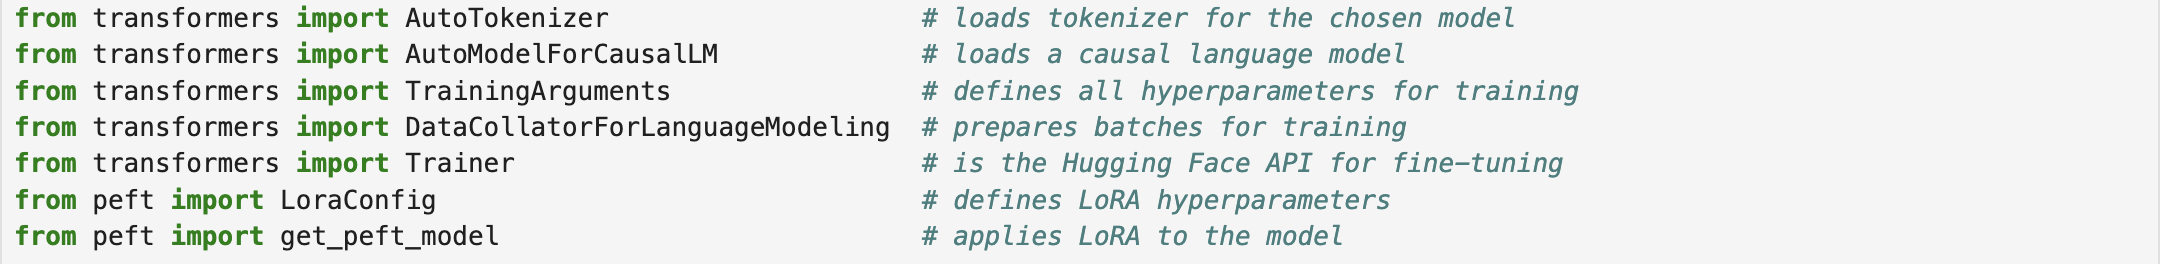 from transformers import AutoTokenizer                    # loads tokenizer for the chosen model
from transformers import AutoModelForCausalLM             # loads a causal language model
from transformers import TrainingArguments                # defines all hyperparameters for training
from transformers import DataCollatorForLanguageModeling  # prepares batches for training
from transformers import Trainer                          # is the Hugging Face API for fine-tuning
from peft import LoraConfig                               # defines LoRA hyperparameters
from peft import get_peft_model                           # applies LoRA to the model